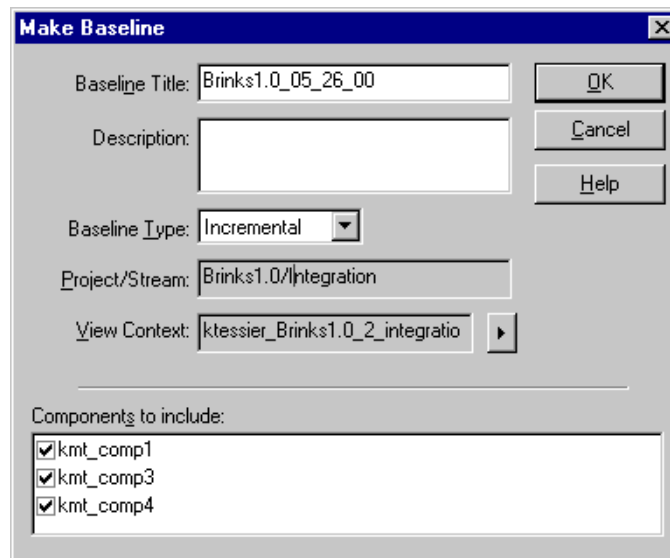 Make Baseline
Baseline Title: Brinks1.0_05_26_00
OK
Description:
Cancel
Help
Baseline Type: Incremental
Project/Stream: Brinks1.0/Integration
View Context: ktessier_Brinks1.0_2_integratio
Components to include:
kmt_comp1
kmt_comp3
kmt_comp4